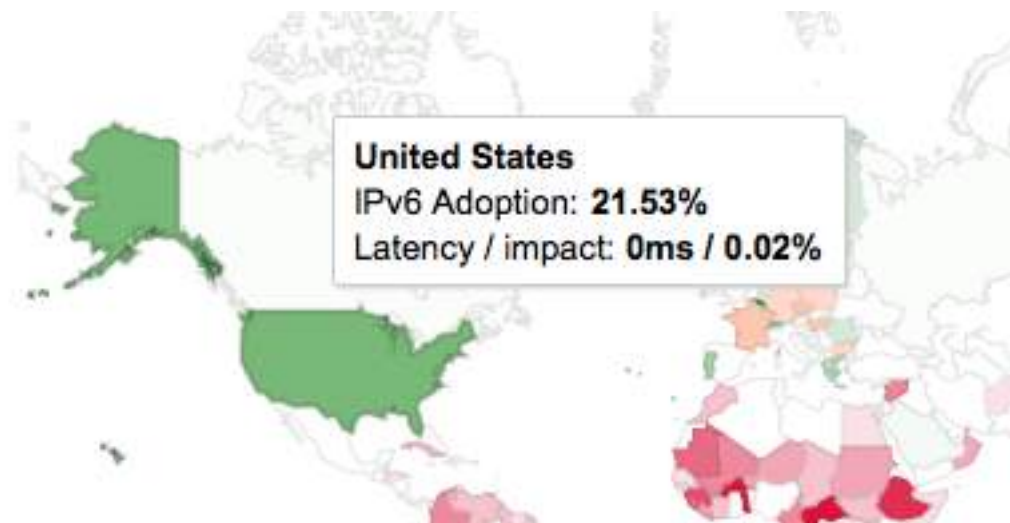 United States
IPv6 Adoption: 21.53%
Latency / impact: 0ms / 0.02%